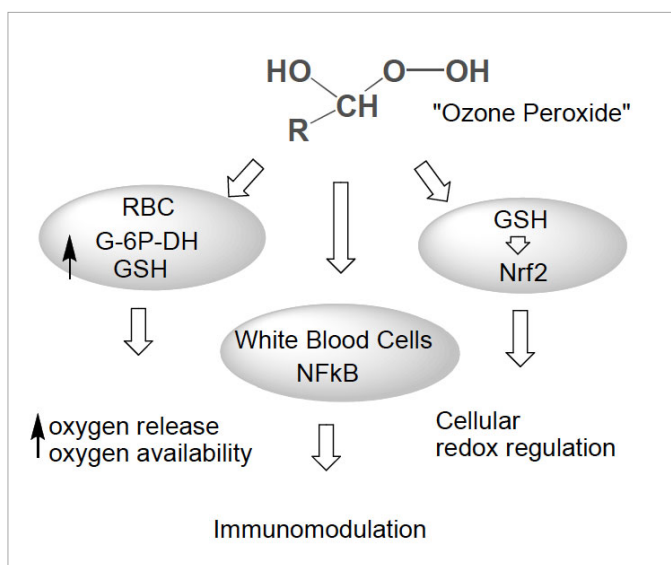 HO
O—OH
CH
R
"Ozone Peroxide"
RBC
G-6P-DH
GSH
GSH
Nrf2
White Blood Cells
NFkB
oxygen release
oxygen availability
Cellular
redox regulation
Immunomodulation